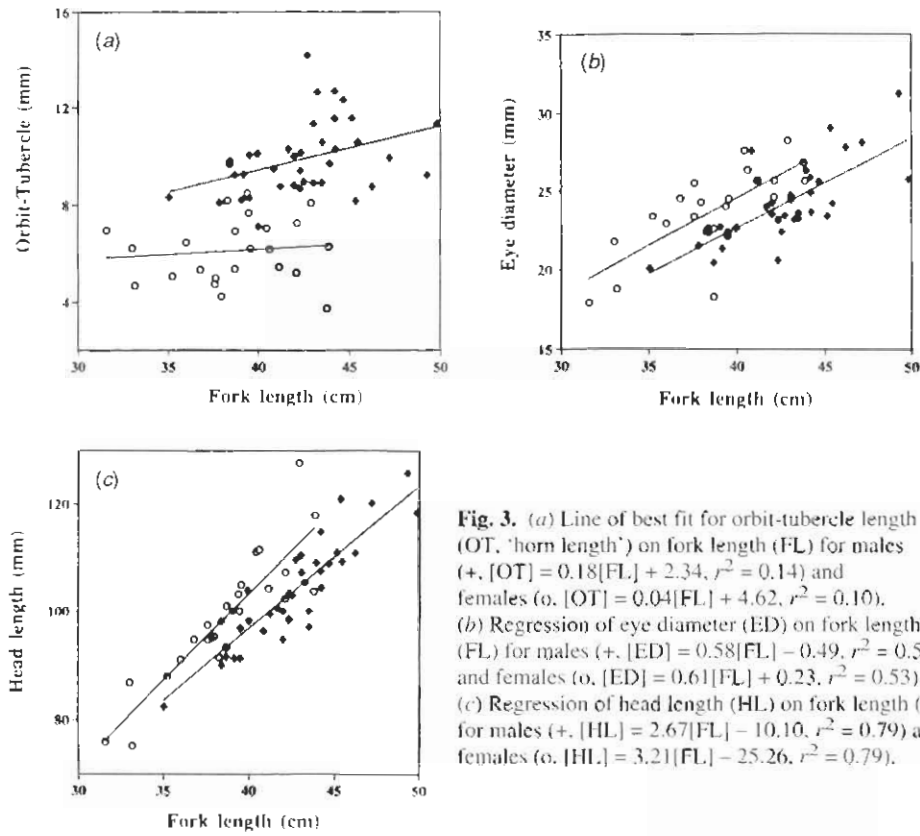 16
12
8
4
Orbit-Tubercle (mm)
(a)
30 35 40 45 50
Fork length (cm)
35
30
25
20
15
Eye diameter (mm)
(b)
30 35 40 45 50
Fork length (cm)
120
100
80
Head length (mm)
(c)
30 35 40 45 50
Fork length (cm)
Fig. 3. (a) Line of best fit for orbit-tubercle length
(OT, 'horn length') on fork length (FL) for males
(+, [OT] = 0.18[FL] + 2.34, r² = 0.14) and
females (o, [OT] = 0.04[FL] + 4.62, r² = 0.10).
(b) Regression of eye diameter (ED) on fork length
(FL) for males (+, [ED] = 0.58[FL] – 0.49, r² = 0.5
and females (o, [ED] = 0.61[FL] + 0.23, r² = 0.53)
(c) Regression of head length (HL) on fork length (
for males (+, [HL] = 2.67[FL] – 10.10, r² = 0.79) a
females (o, [HL] = 3.21[FL] – 25.26, r² = 0.79).